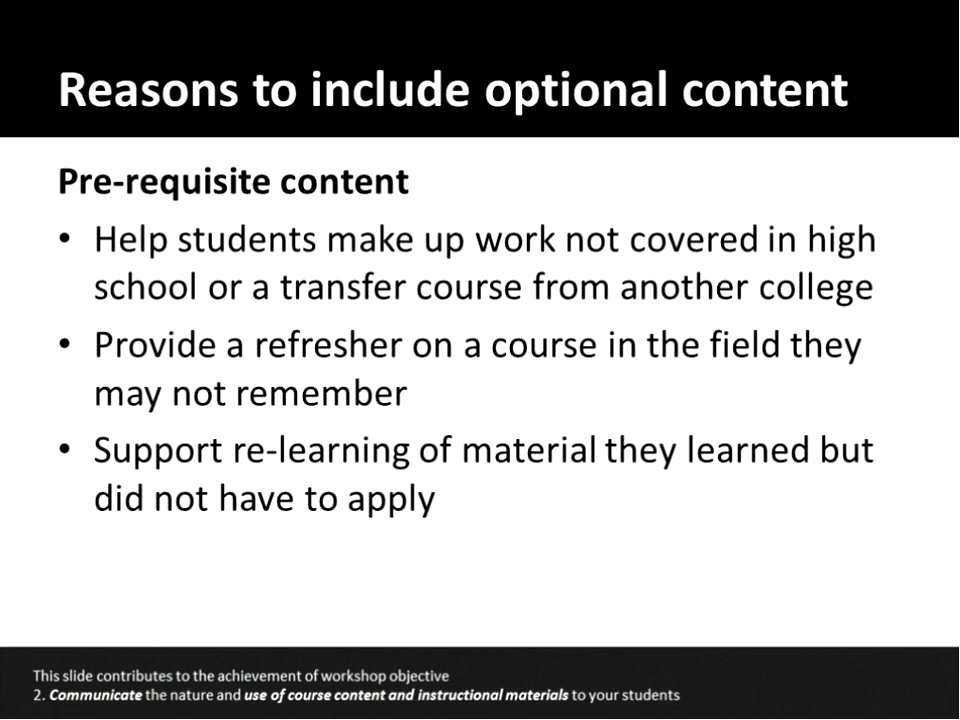 Reasons to include optional content
Pre-requisite content
• Help students make up work not covered in high
school or a transfer course from another college
• Provide a refresher on a course in the field they
may not remember
• Support re-learning of material they learned but
did not have to apply
This slide contributes to the achievement of workshop objective
2. Communicate the nature and use of course content and instructional materials to your students